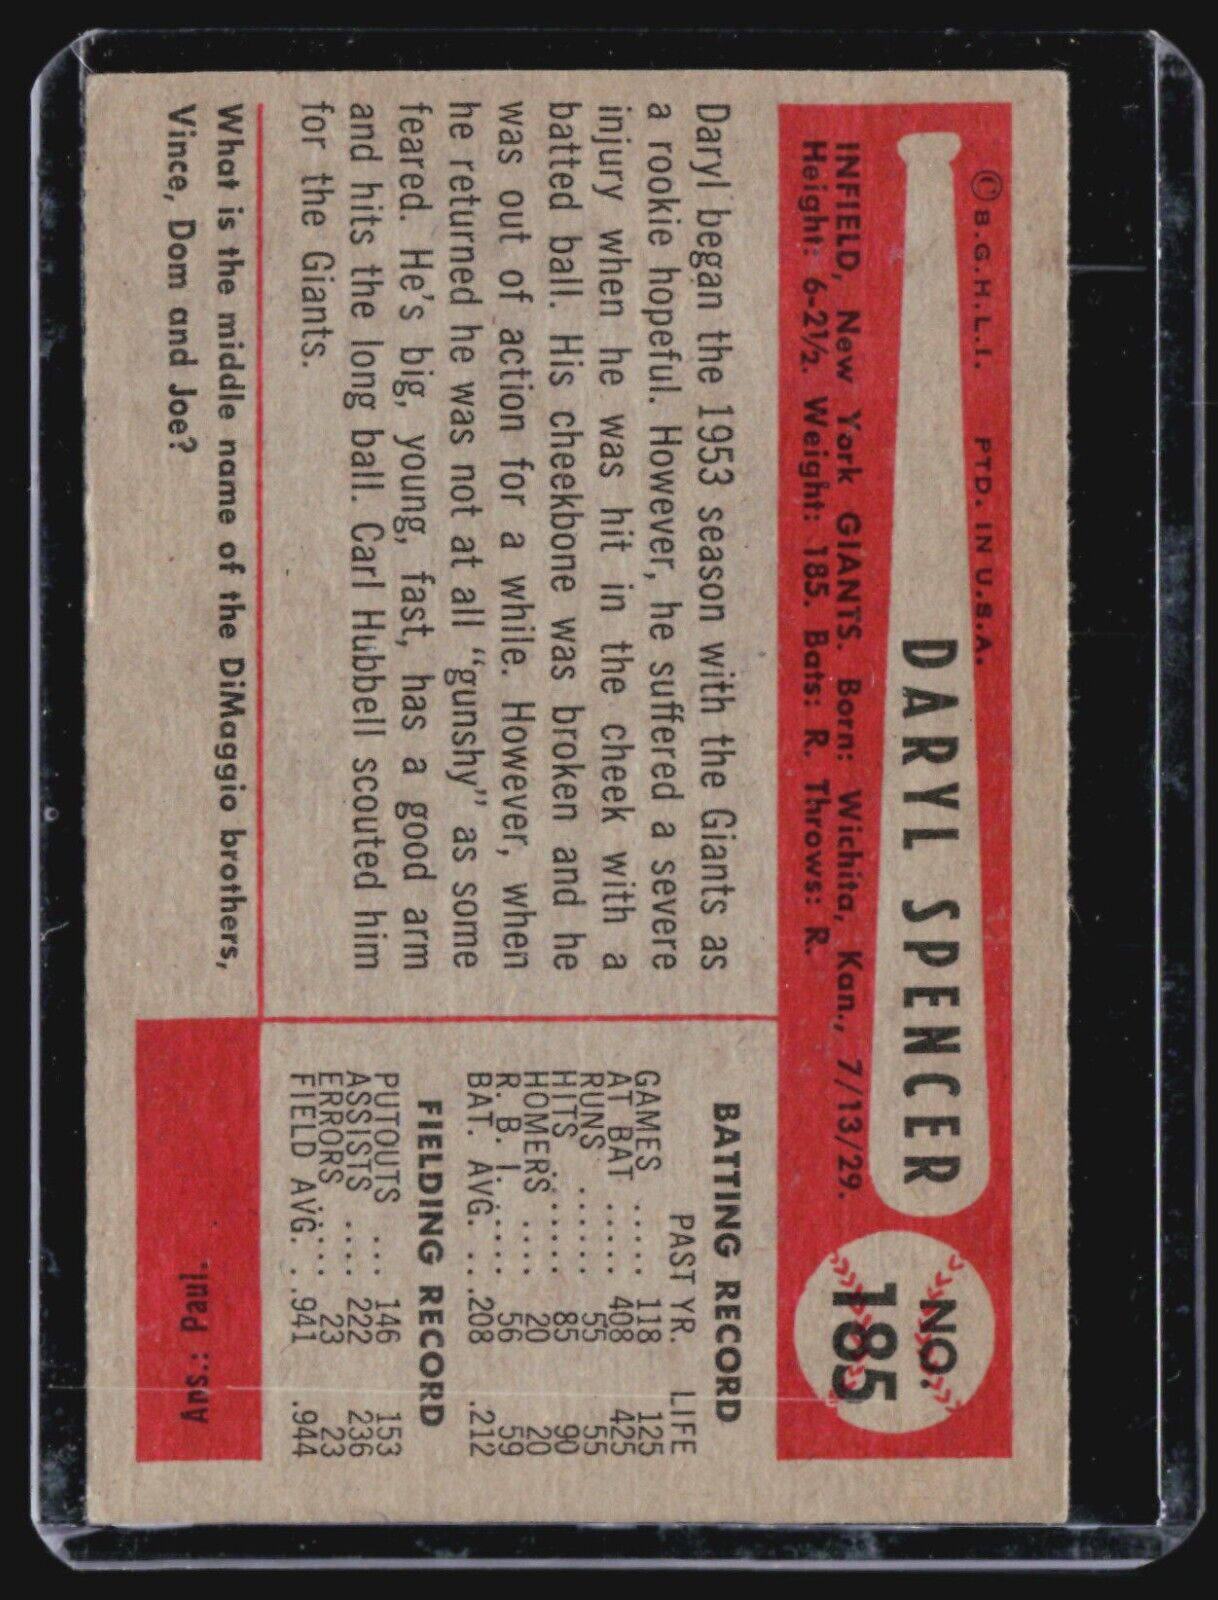 © B.G.H.L.I. PTD. IN U.S.A.
DARYL SPENCER
NO.
185
INFIELD, New York GIANTS. Born: Wichita, Kan., 7/13/29.
Height: 6-2½. Weight: 185. Bats: R. Throws: R.
Daryl began the 1953 season with the Giants as
a rookie hopeful. However, he suffered a severe
injury when he was hit in the cheek with a
batted ball. His cheekbone was broken and he
was out of action for a while. However, when
he returned he was not at all "gunshy" as some
feared. He's big, young, fast, has a good arm
and hits the long ball. Carl Hubbell scouted him
for the Giants.
BATTING RECORD
PAST YR. LIFE
GAMES ..... 118 125
AT BAT ..... 408 425
RUNS ...... 55 55
HITS ...... 85 90
HOMERS ..... 20 20
R. B. I. ..... 56 59
BAT. AVG. . .208 .212
FIELDING RECORD
PUTOUTS ... 146 153
ASSISTS .... 222 236
ERRORS ..... 23 23
FIELD AVG. . .941 .944
What is the middle name of the DiMaggio brothers,
Vince, Dom and Joe?
Ans.: Paul.